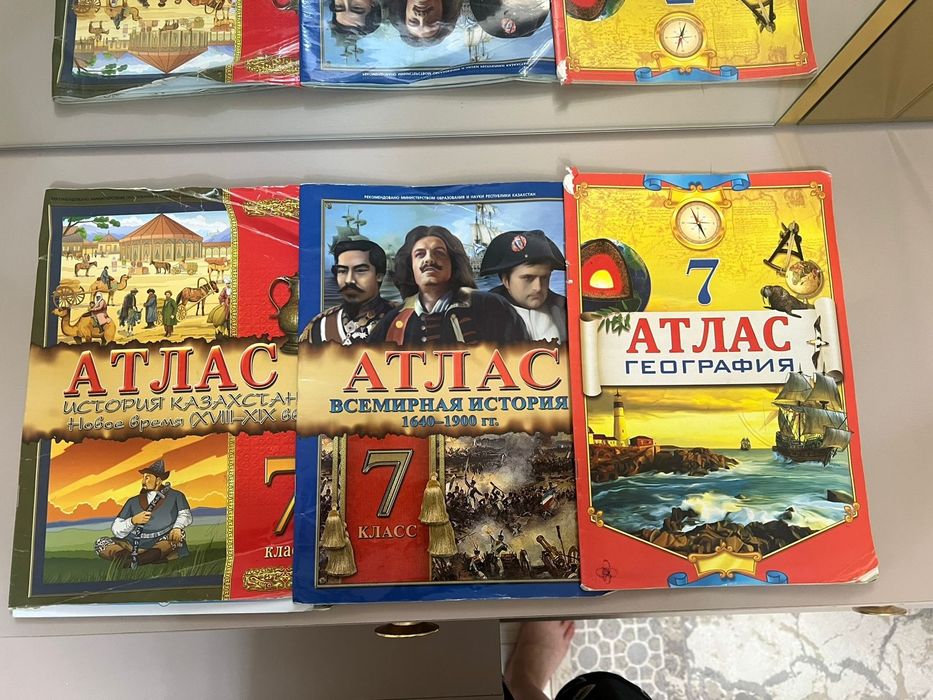 АТЛАС
ИСТОРИЯ КАЗАХСТАН
Новое время (XVIII-XIX ве
7
клас
РЕКОМЕНДОВАНО МИНИСТЕРСТВОМ ОБРАЗОВАНИЯ И НАУКИ РЕСПУБЛИКИ КАЗАХСТАН
АТЛАС
ВСЕМИРНАЯ ИСТОРИЯ
1640–1900 гг.
7
КЛАСС
7
АТЛАС
ГЕОГРАФИЯ